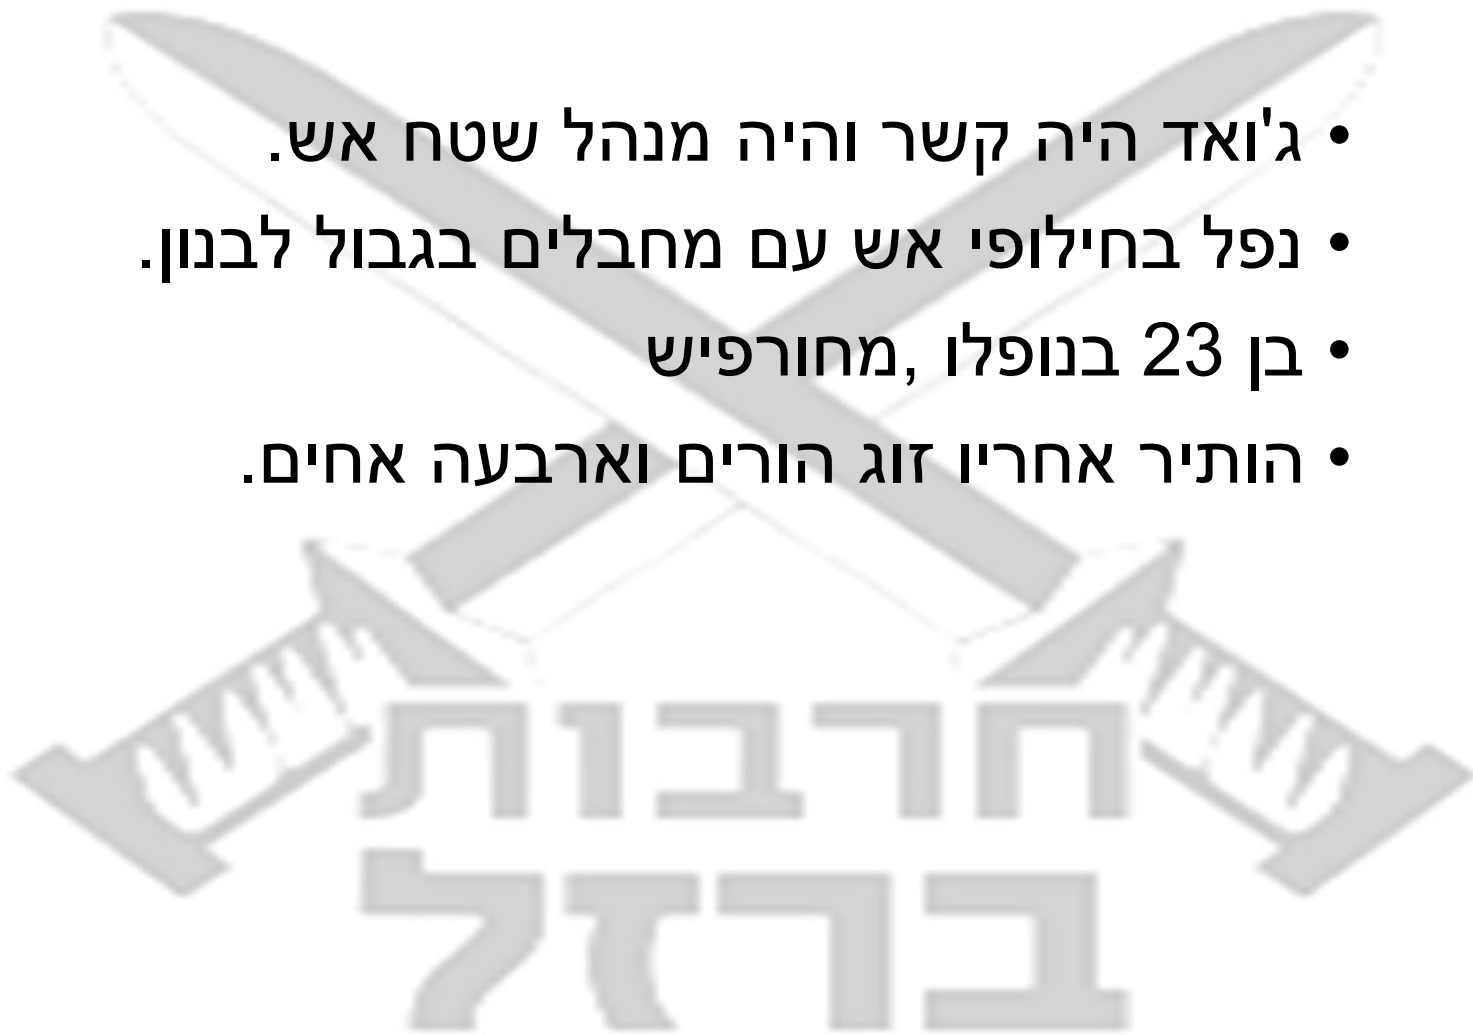 • ג'ואד היה קשר והיה מנהל שטח אש.
• נפל בחילופי אש עם מחבלים בגבול לבנון.
• בן 23 בנופלו ,מחורפיש
• הותיר אחריו זוג הורים וארבעה אחים.
חרבות
ברזל